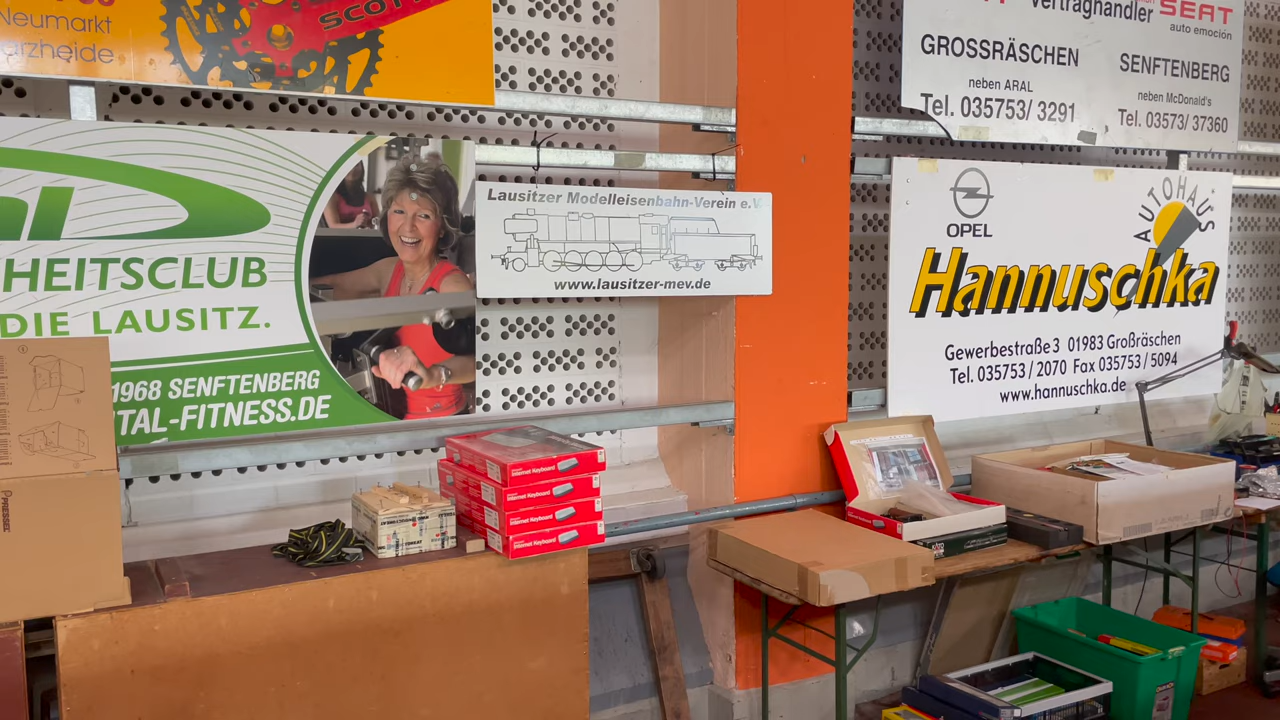 SCOTT
Neumarkt
arzheide
HEITSCLUB
DIE LAUSITZ.
1968 SENFTENBERG
TAL-FITNESS.DE
Lausitzer Modelleisenbahn-Verein e.V.
www.lausitzer-mev.de
Vertraghändler SEAT
auto emoción
GROSSRÄSCHEN
neben ARAL
Tel. 035753/ 3291
SENFTENBERG
neben McDonald's
Tel. 03573/ 37360
OPEL
AUTOHAUS
Hannuschka
Gewerbestraße 3 01983 Großräschen
Tel. 035753 / 2070 Fax 035753 / 5094
www.hannuschka.de
PRESSEL
Internet Keyboard
Internet Keyboard
Internet Keyboard
Internet Keyboard